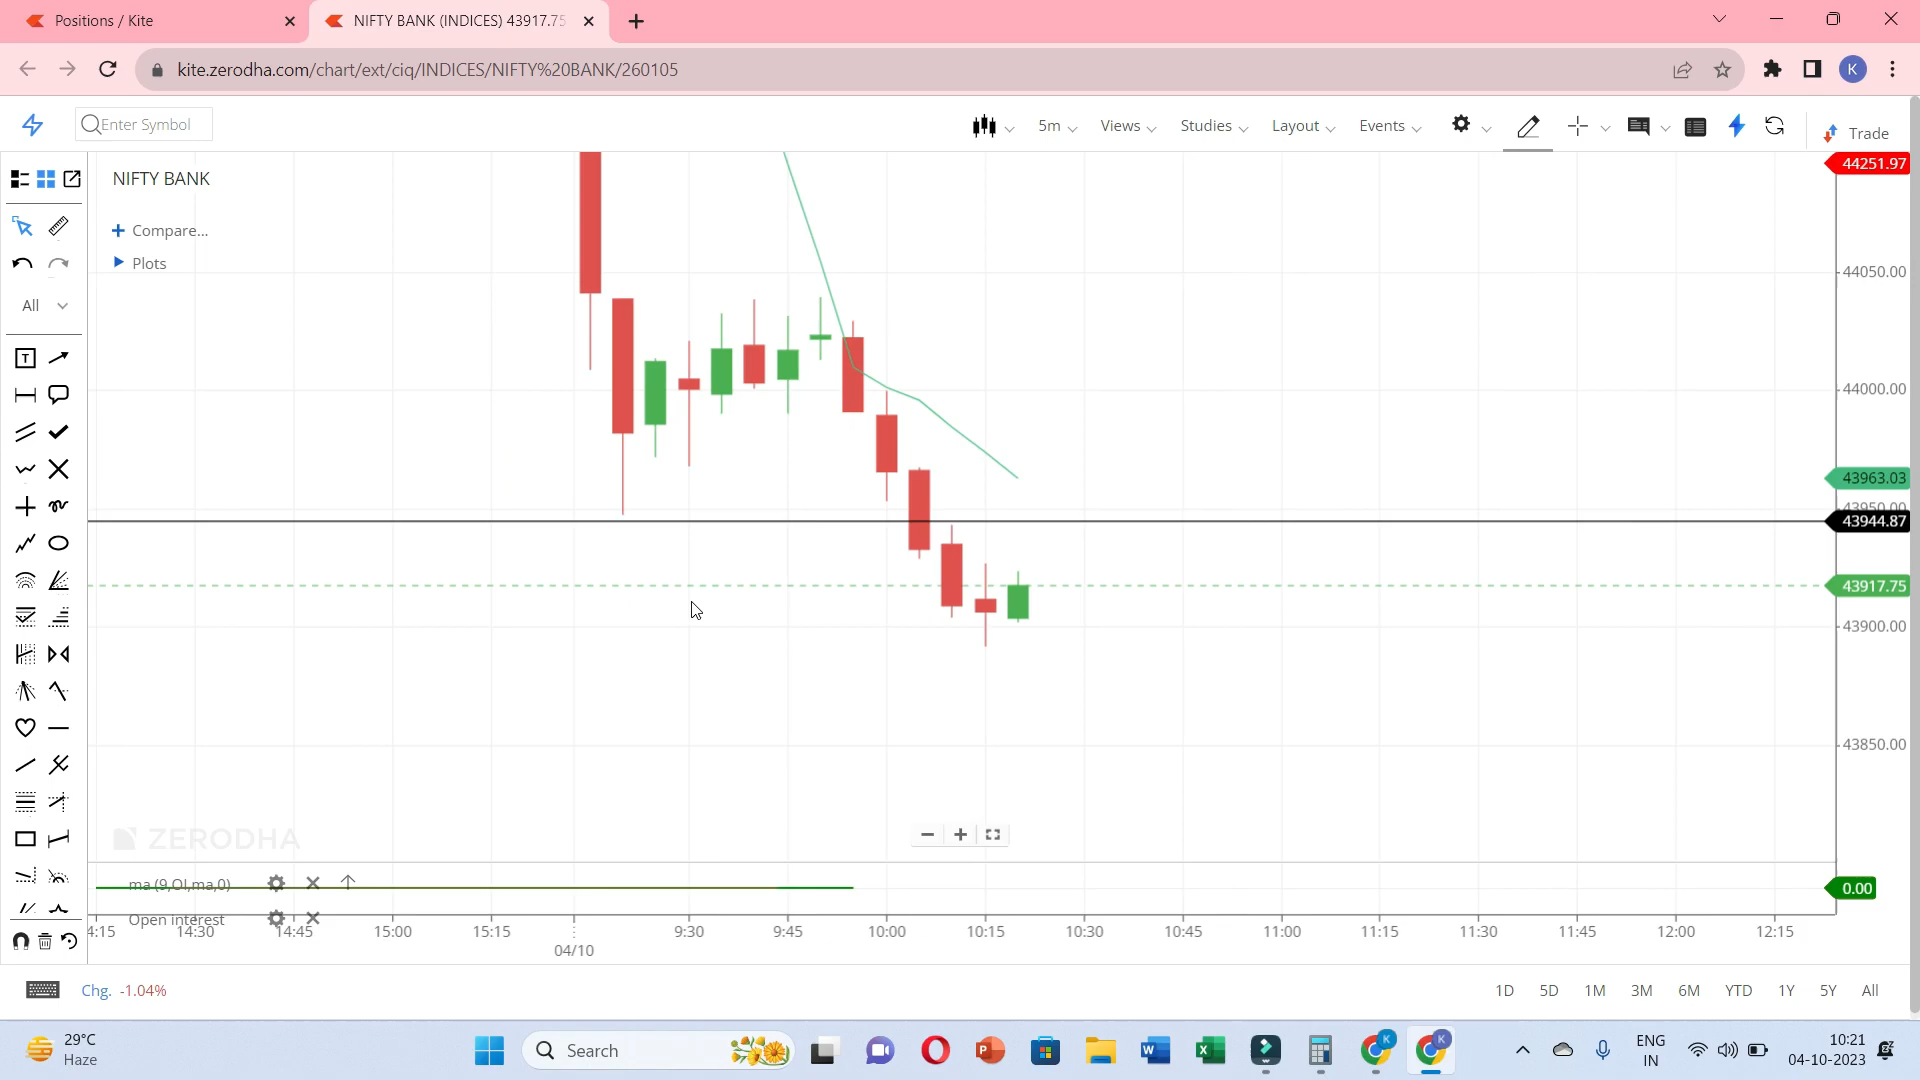 Positions / Kite
NIFTY BANK (INDICES) 43917.75
kite.zerodha.com/chart/ext/ciq/INDICES/NIFTY%20BANK/260105
K
Enter Symbol
5m
Views
Studies
Layout
Events
Trade
NIFTY BANK
Compare...
Plots
All
T
44251.97
44050.00
44000.00
43963.03
43950.00
43944.87
43917.75
43900.00
43850.00
ZERODHA
ma (9,OI,ma,0)
0.00
Open interest
4:15 14:30 14:45 15:00 15:15 9:30 9:45 10:00 10:15 10:30 10:45 11:00 11:15 11:30 11:45 12:00 12:15
04/10
Chg. -1.04%
1D 5D 1M 3M 6M YTD 1Y 5Y All
29°C
Haze
Search
ENG
IN
10:21
04-10-2023